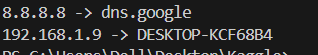 8.8.8.8 -> dns.google
192.168.1.9 -> DESKTOP-KCF68B4